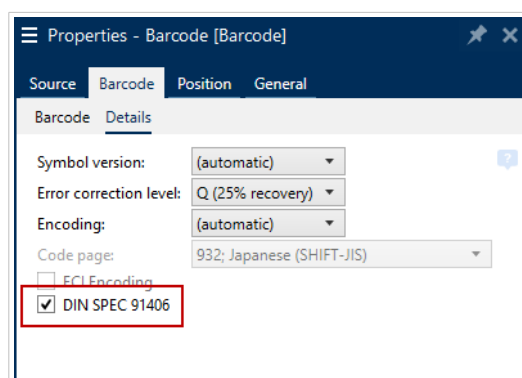 Properties - Barcode [Barcode]
Source Barcode Position General
Barcode Details
Symbol version: (automatic)
Error correction level: Q (25% recovery)
Encoding: (automatic)
Code page: 932; Japanese (SHIFT-JIS)
ECI Encoding
DIN SPEC 91406